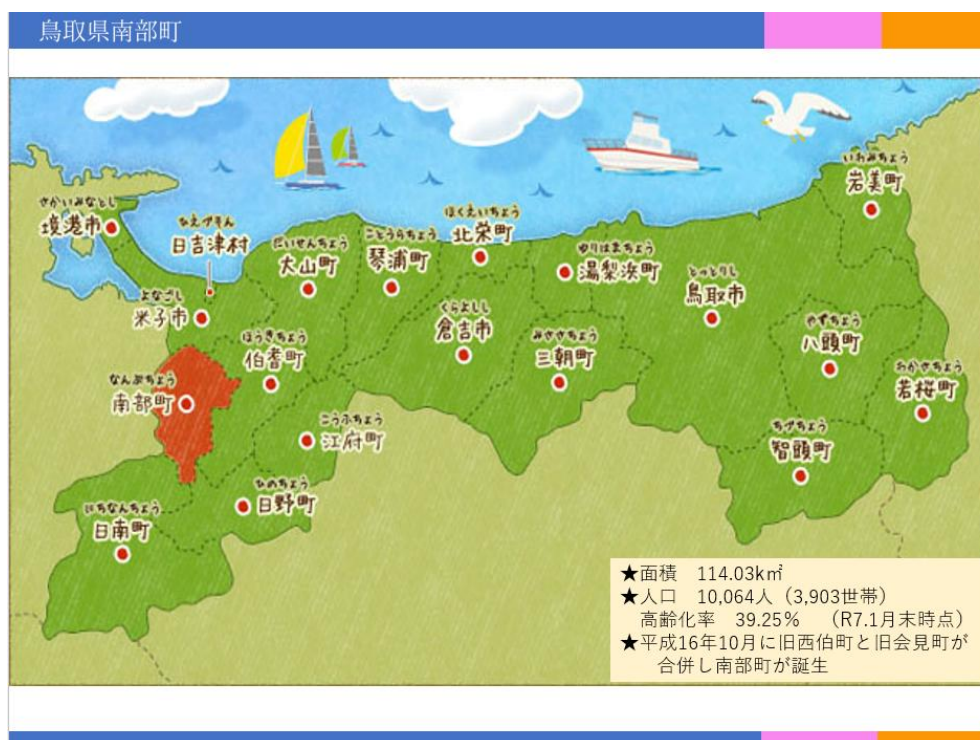 鳥取県南部町
いわみちょう
岩美町
さかいみなとし
境港市
ひえづそん
日吉津村
だいせんちょう
大山町
ことうらちょう
琴浦町
ほくえいちょう
北栄町
ゆりはまちょう
湯梨浜町
とっとりし
鳥取市
よなごし
米子市
ほうきちょう
伯耆町
くらよしし
倉吉市
みささちょう
三朝町
やずちょう
八頭町
わかさちょう
若桜町
なんぶちょう
南部町
こうふちょう
江府町
ちづちょう
智頭町
ひのちょう
日野町
にちなんちょう
日南町
★面積 114.03k㎡
★人口 10,064人（3,903世帯）
高齢化率 39.25% （R7.1月末時点）
★平成16年10月に旧西伯町と旧会見町が
合併し南部町が誕生